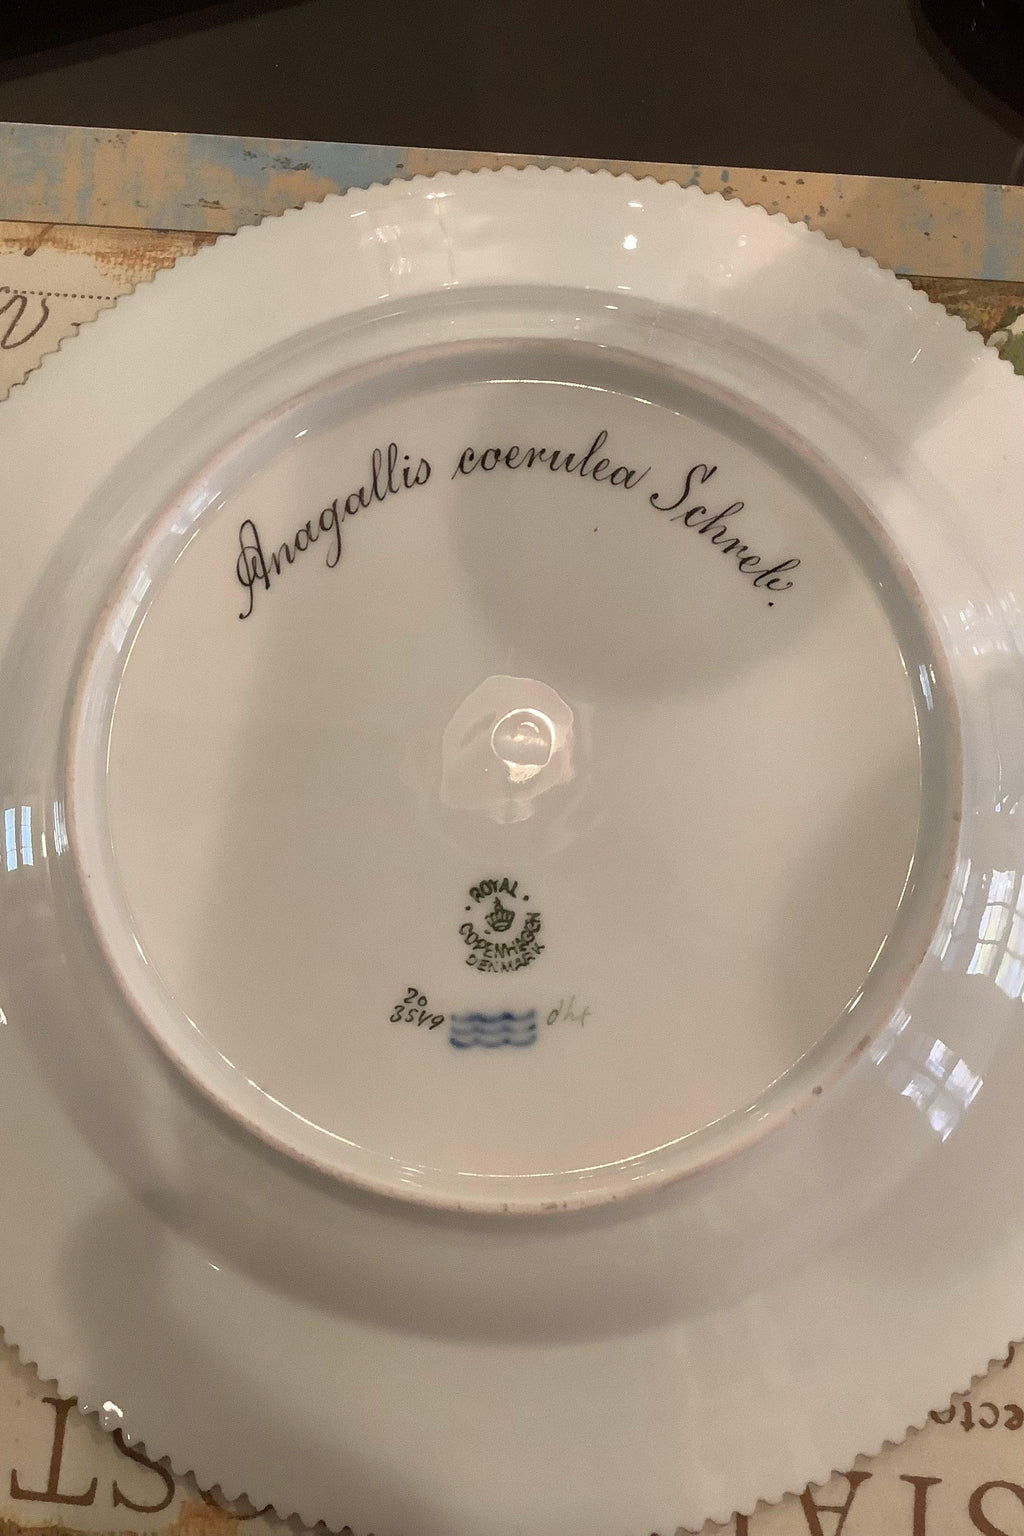 Anagallis coerulea Schreb.
ROYAL
COPENHAGEN
DENMARK
20
3549